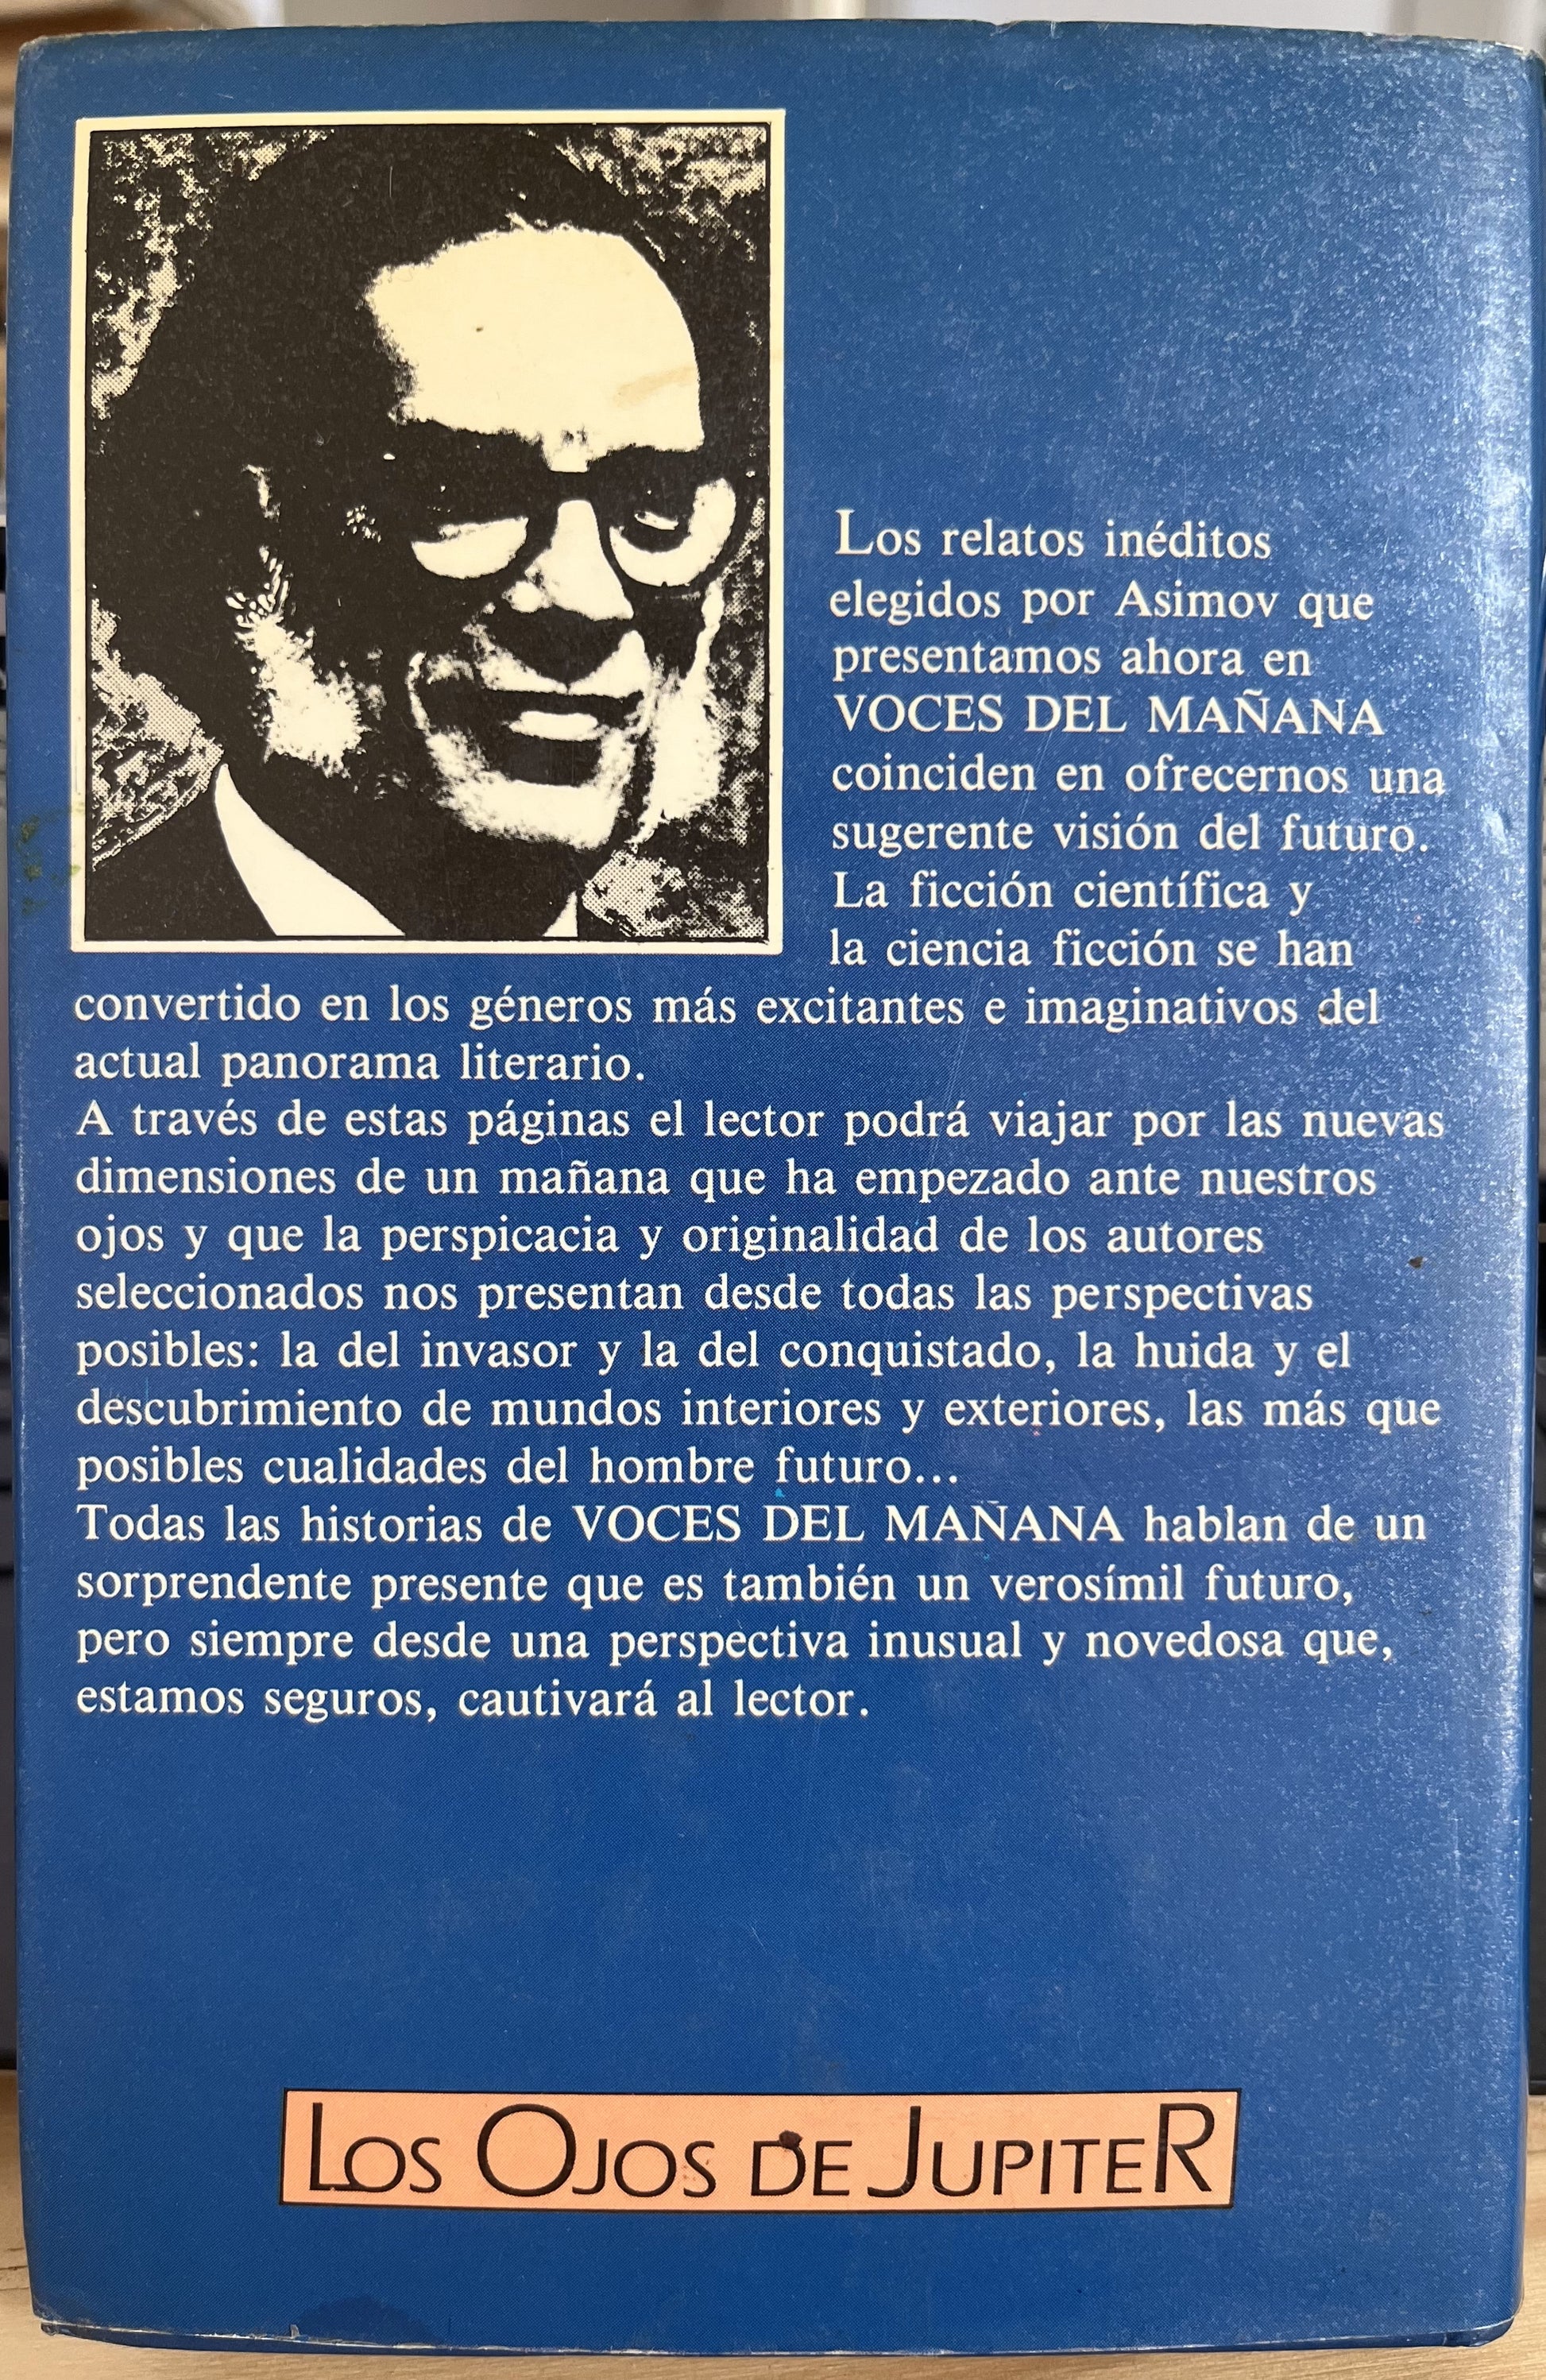 Los relatos inéditos
elegidos por Asimov que
presentamos ahora en
VOCES DEL MAÑANA
coinciden en ofrecernos una
sugerente visión del futuro.
La ficción científica y
la ciencia ficción se han
convertido en los géneros más excitantes e imaginativos del
actual panorama literario.
A través de estas páginas el lector podrá viajar por las nuevas
dimensiones de un mañana que ha empezado ante nuestros
ojos y que la perspicacia y originalidad de los autores
seleccionados nos presentan desde todas las perspectivas
posibles: la del invasor y la del conquistado, la huida y el
descubrimiento de mundos interiores y exteriores, las más que
posibles cualidades del hombre futuro...
Todas las historias de VOCES DEL MAÑANA hablan de un
sorprendente presente que es también un verosímil futuro,
pero siempre desde una perspectiva inusual y novedosa que,
estamos seguros, cautivará al lector.
LOS OJOS DE JUPITER